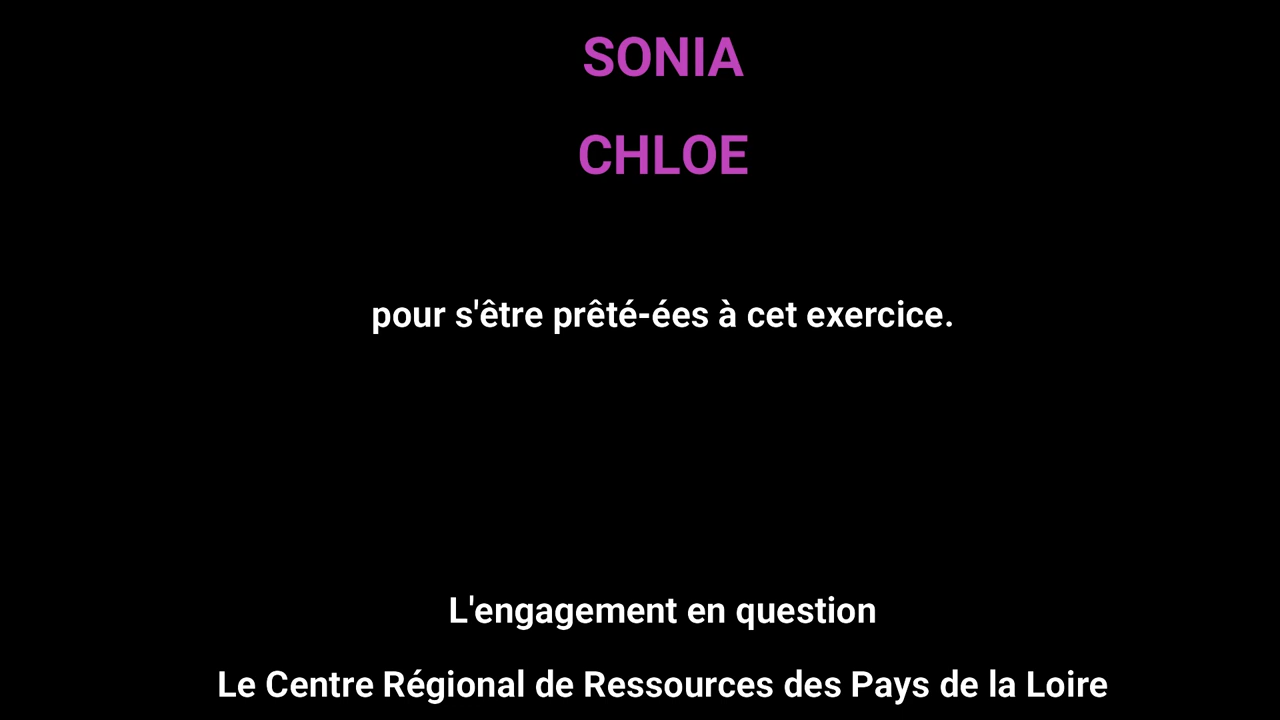 SONIA
CHLOE
pour s'être prêté-ées à cet exercice.
L'engagement en question
Le Centre Régional de Ressources des Pays de la Loire